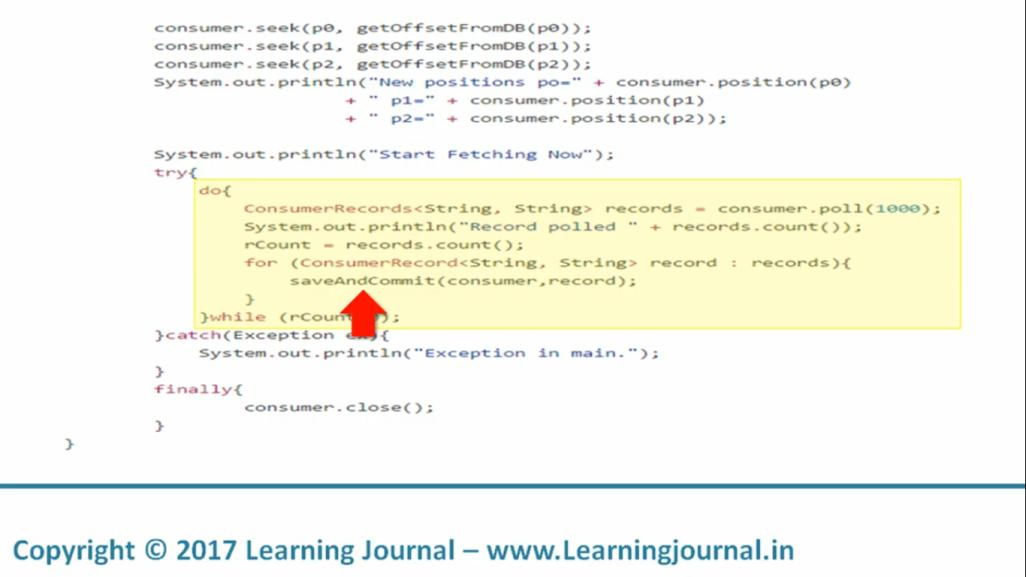 consumer.seek(p0, getOffsetFromDB(p0));
consumer.seek(p1, getOffsetFromDB(p1));
consumer.seek(p2, getOffsetFromDB(p2));
System.out.println("New positions po=" + consumer.position(p0)
+ " p1=" + consumer.position(p1)
+ " p2=" + consumer.position(p2));
System.out.println("Start Fetching Now");
try{
do{
ConsumerRecords<String, String> records = consumer.poll(1000);
System.out.println("Record polled " + records.count());
rCount = records.count();
for (ConsumerRecord<String, String> record : records){
saveAndCommit(consumer,record);
}
}while (rCount );
}catch(Exception {
System.out.println("Exception in main.");
}
finally{
consumer.close();
}
}
Copyright © 2017 Learning Journal – www.Learningjournal.in